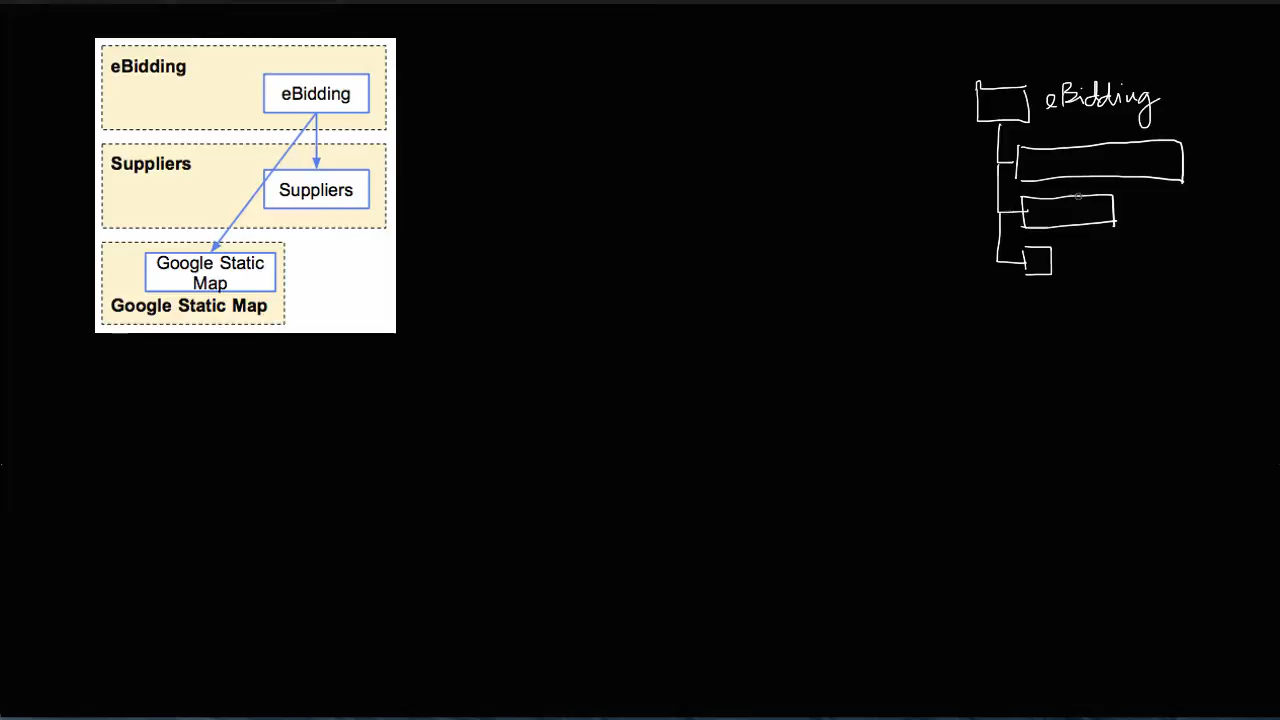 eBidding
eBidding
Suppliers
Suppliers
Google Static
Map
Google Static Map
eBidding